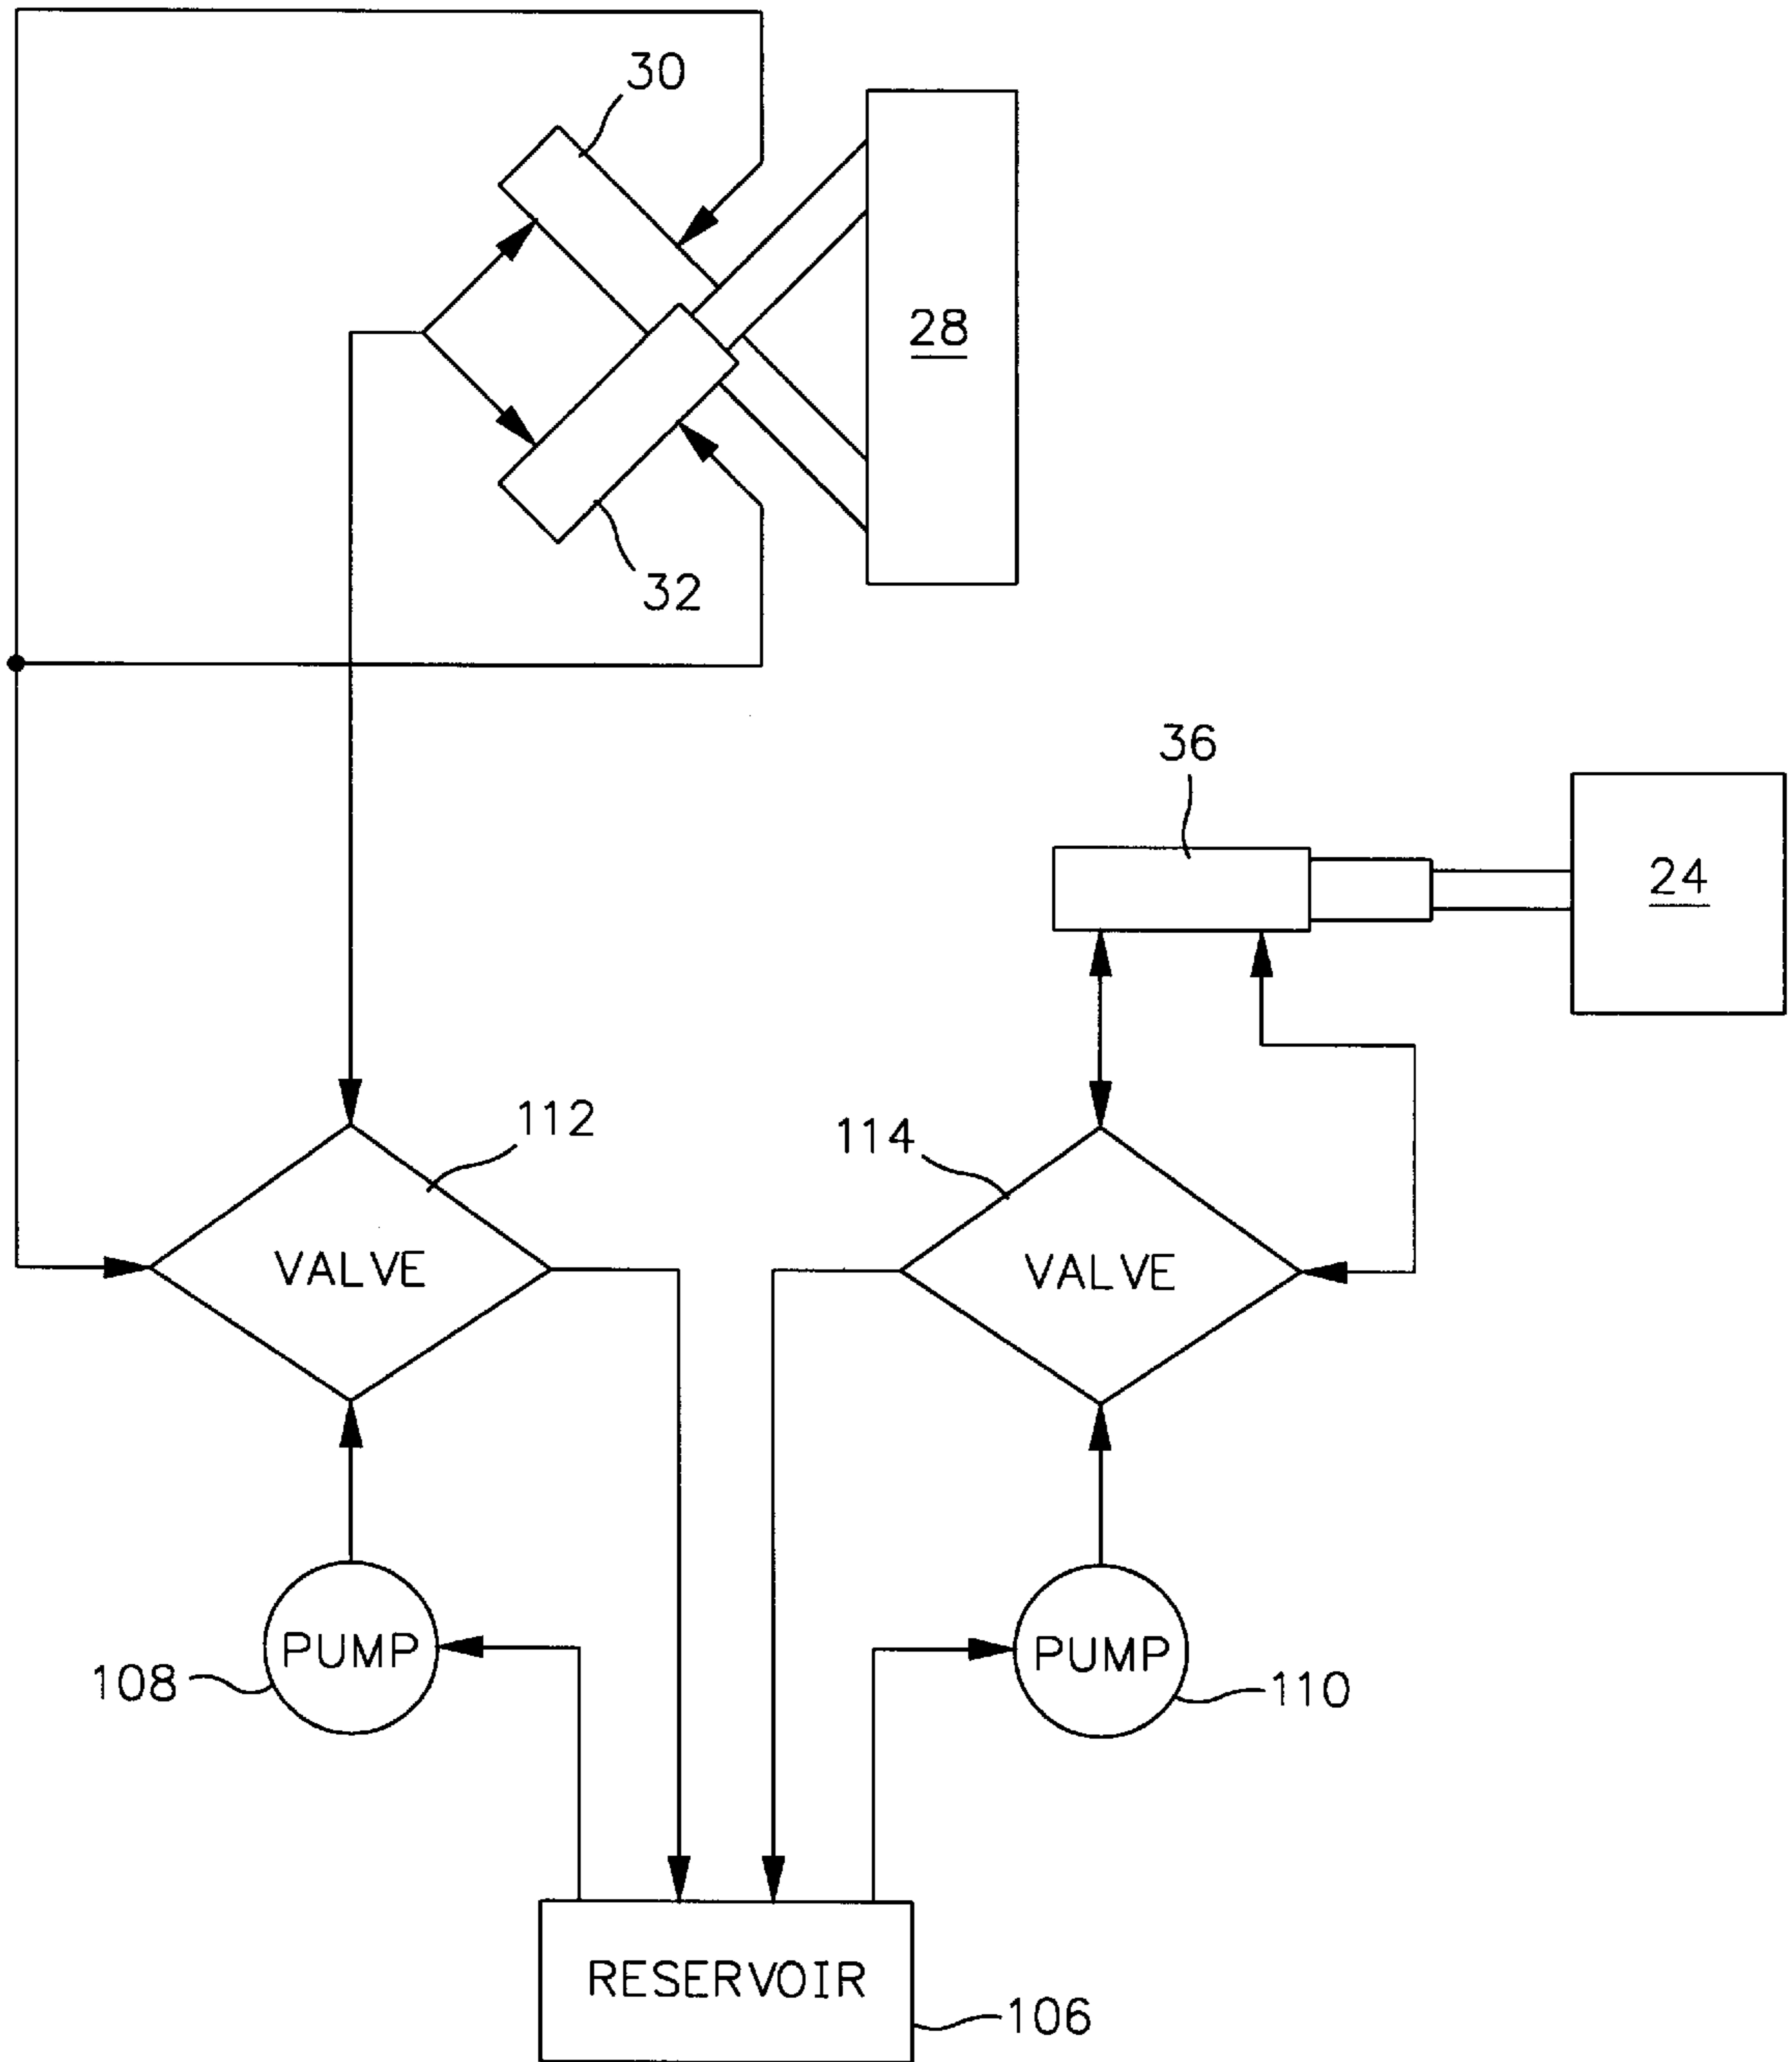 30
28
32
36
24
112
114
VALVE
VALVE
PUMP
PUMP
108
110
RESERVOIR
106